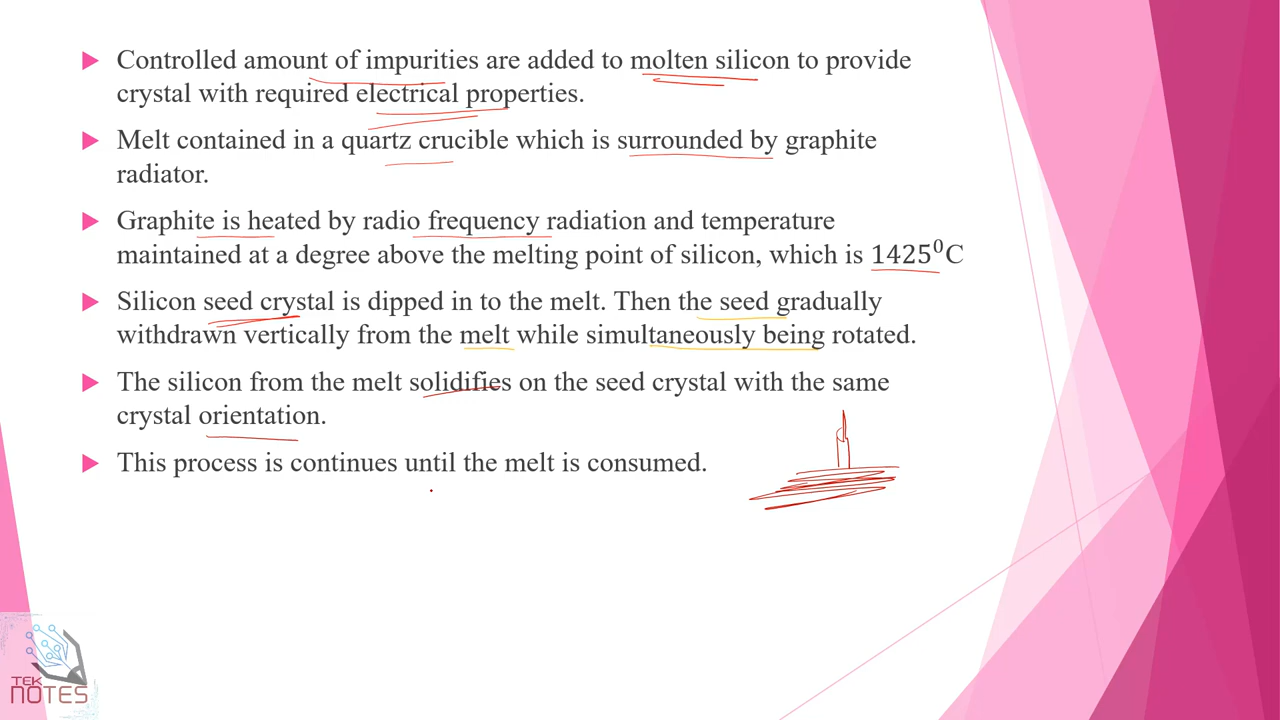 Controlled amount of impurities are added to molten silicon to provide
crystal with required electrical properties.
Melt contained in a quartz crucible which is surrounded by graphite
radiator.
Graphite is heated by radio frequency radiation and temperature
maintained at a degree above the melting point of silicon, which is 1425⁰C
Silicon seed crystal is dipped in to the melt. Then the seed gradually
withdrawn vertically from the melt while simultaneously being rotated.
The silicon from the melt solidifies on the seed crystal with the same
crystal orientation.
This process is continues until the melt is consumed.
TEK
NOTES